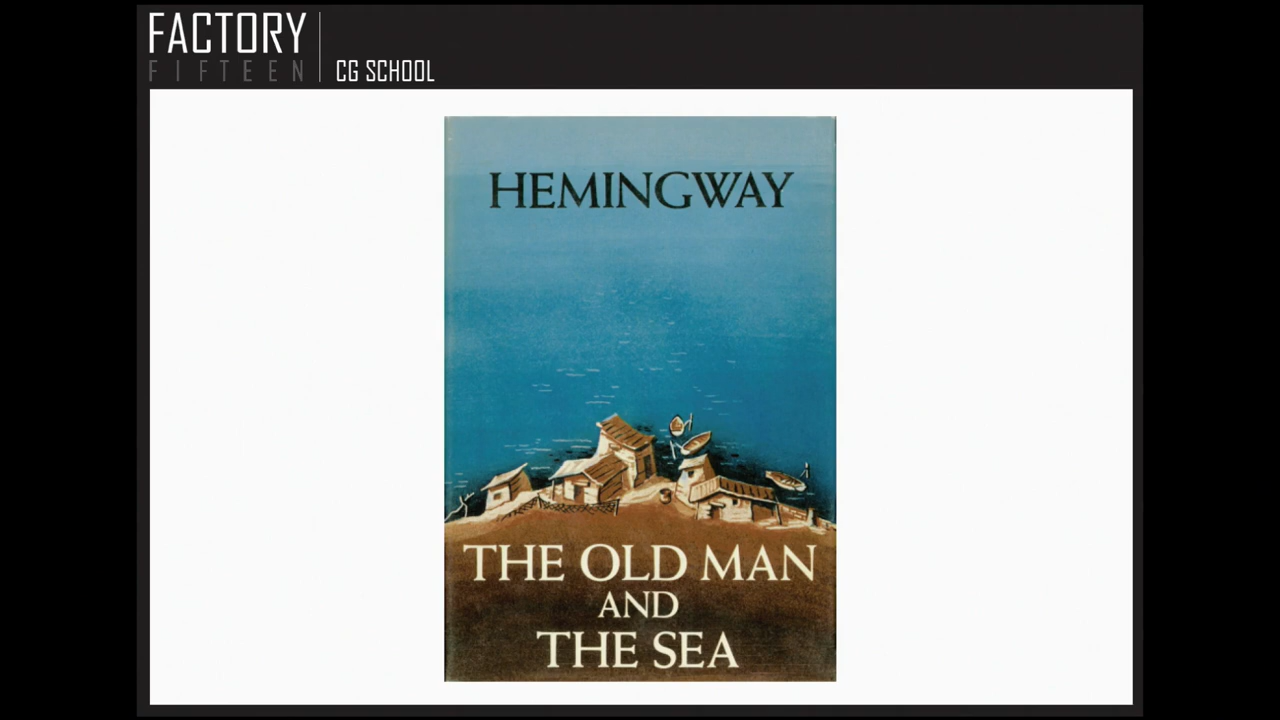 FACTORY
FIFTEEN
CG SCHOOL
HEMINGWAY
THE OLD MAN
AND
THE SEA